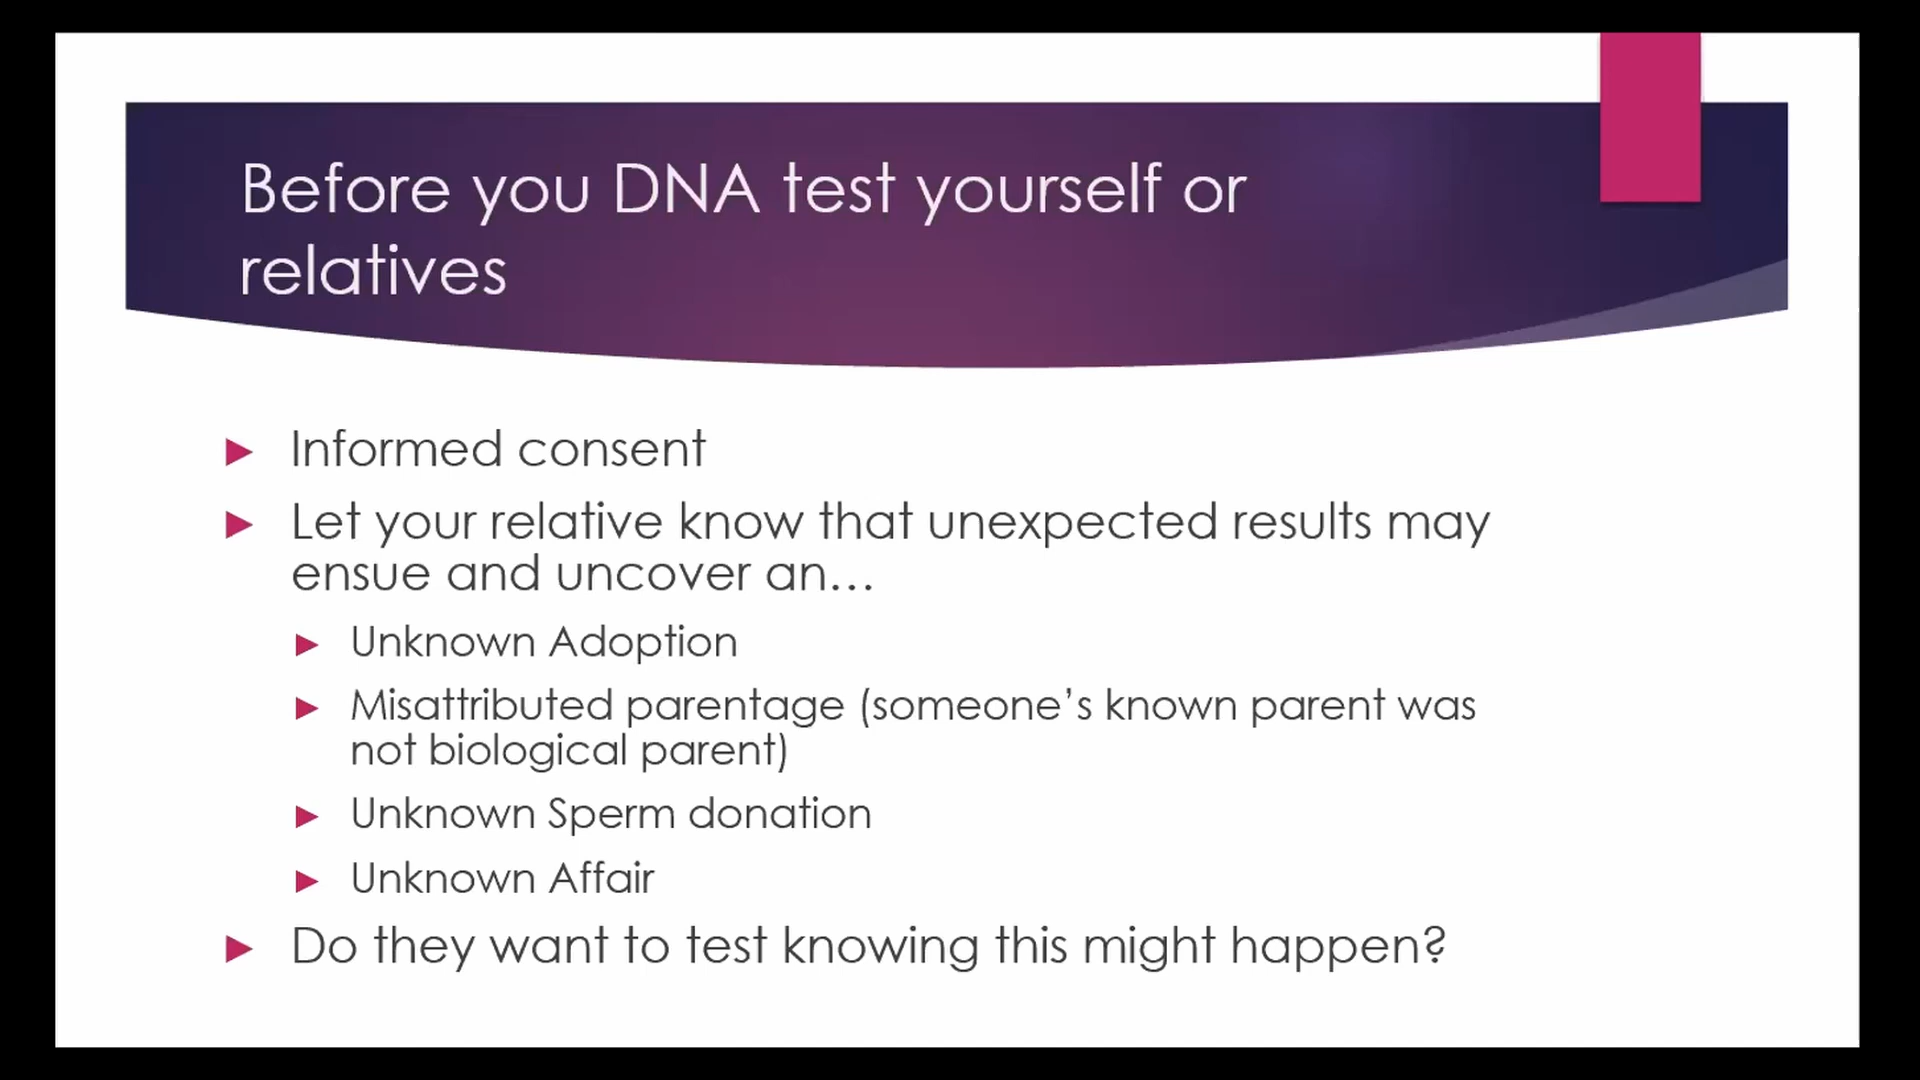 Before you DNA test yourself or
relatives
Informed consent
Let your relative know that unexpected results may
ensue and uncover an…
Unknown Adoption
Misattributed parentage (someone’s known parent was
not biological parent)
Unknown Sperm donation
Unknown Affair
Do they want to test knowing this might happen?